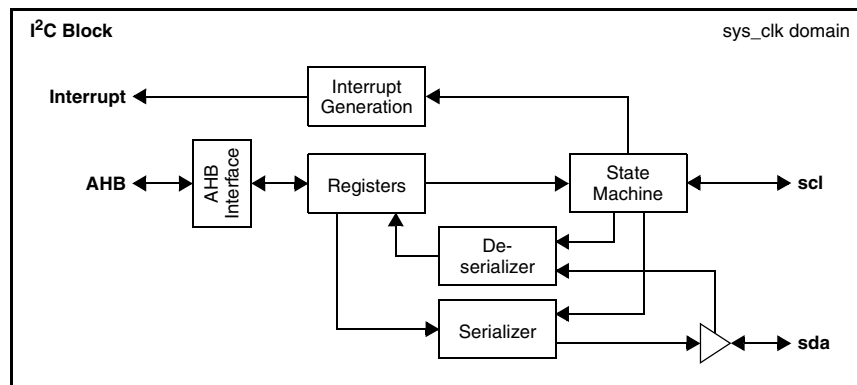 I²C Block
sys_clk domain
Interrupt
Interrupt
Generation
AHB
AHB
Interface
Registers
State
Machine
scl
De-
serializer
Serializer
sda